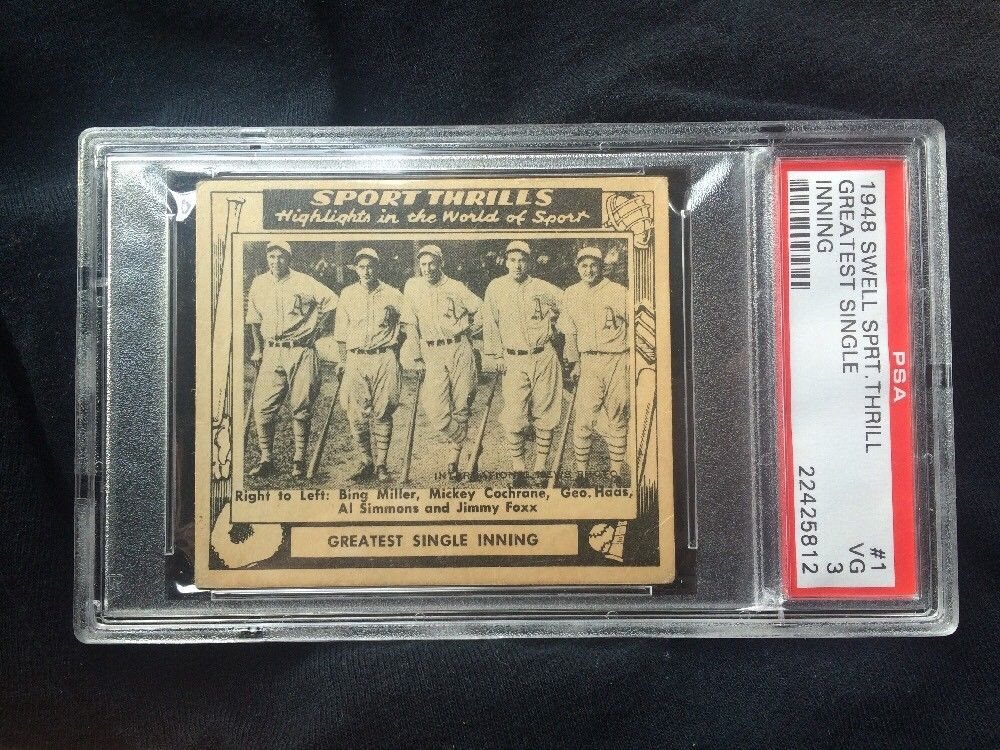 SPORT THRILLS
Highlights in the World of Sport
A
A
A
A
A
INTERNATIONAL NEWS PHOTO
Right to Left: Bing Miller, Mickey Cochrane, Geo. Haas,
Al Simmons and Jimmy Foxx
GREATEST SINGLE INNING
PSA
1948 SWELL SPRT.THRILL #1
GREATEST SINGLE VG 3
INNING 22425812